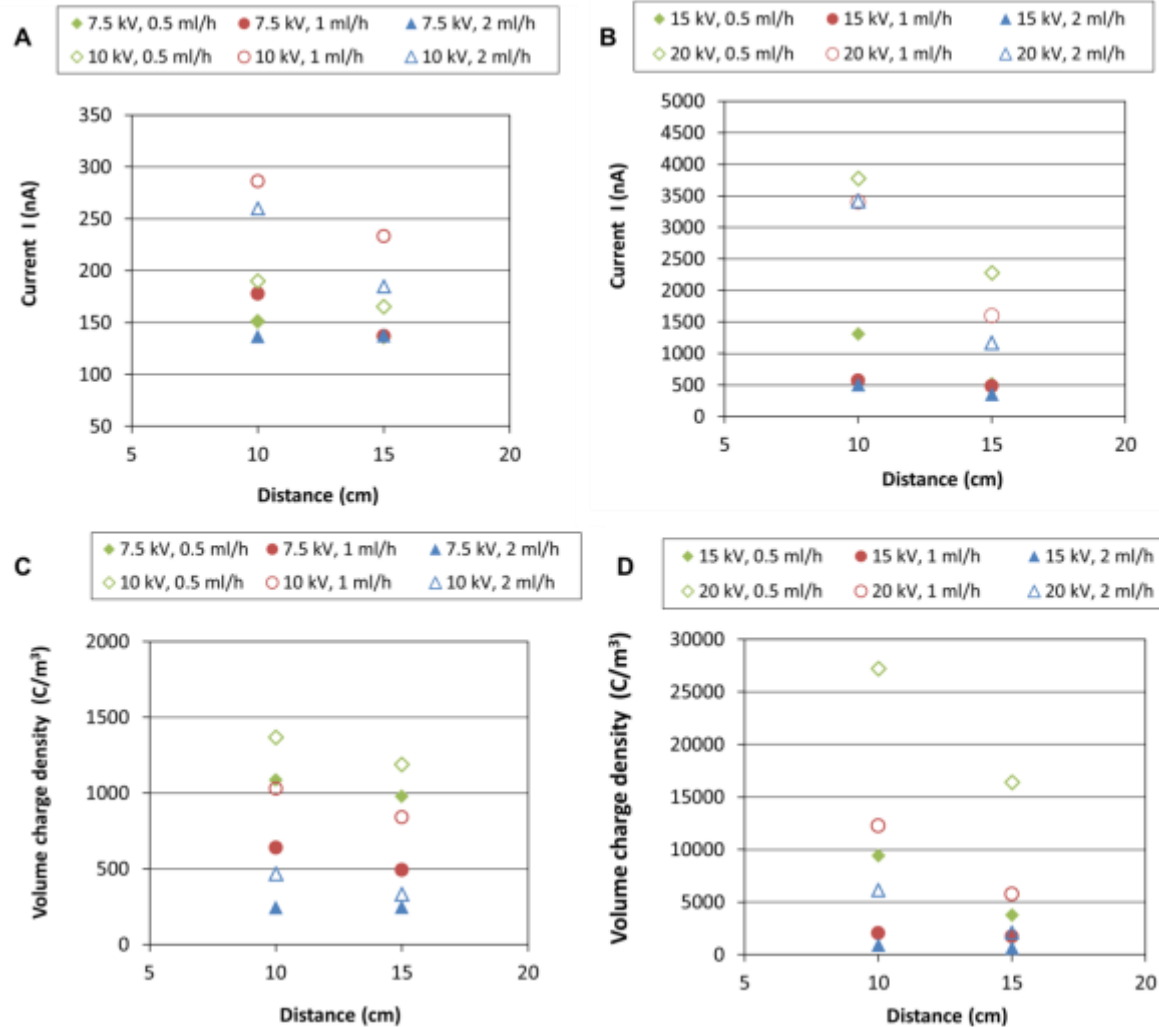 A
7.5 kV, 0.5 ml/h 7.5 kV, 1 ml/h 7.5 kV, 2 ml/h
10 kV, 0.5 ml/h 10 kV, 1 ml/h 10 kV, 2 ml/h
350
300
250
200
150
100
50
5 10 15 20
Current I (nA)
Distance (cm)
B
15 kV, 0.5 ml/h 15 kV, 1 ml/h 15 kV, 2 ml/h
20 kV, 0.5 ml/h 20 kV, 1 ml/h 20 kV, 2 ml/h
5000
4500
4000
3500
3000
2500
2000
1500
1000
500
0
5 10 15 20
Current I (nA)
Distance (cm)
C
7.5 kV, 0.5 ml/h 7.5 kV, 1 ml/h 7.5 kV, 2 ml/h
10 kV, 0.5 ml/h 10 kV, 1 ml/h 10 kV, 2 ml/h
2000
1500
1000
500
0
5 10 15 20
Volume charge density (C/m³)
Distance (cm)
D
15 kV, 0.5 ml/h 15 kV, 1 ml/h 15 kV, 2 ml/h
20 kV, 0.5 ml/h 20 kV, 1 ml/h 20 kV, 2 ml/h
30000
25000
20000
15000
10000
5000
0
5 10 15 20
Volume charge density (C/m³)
Distance (cm)